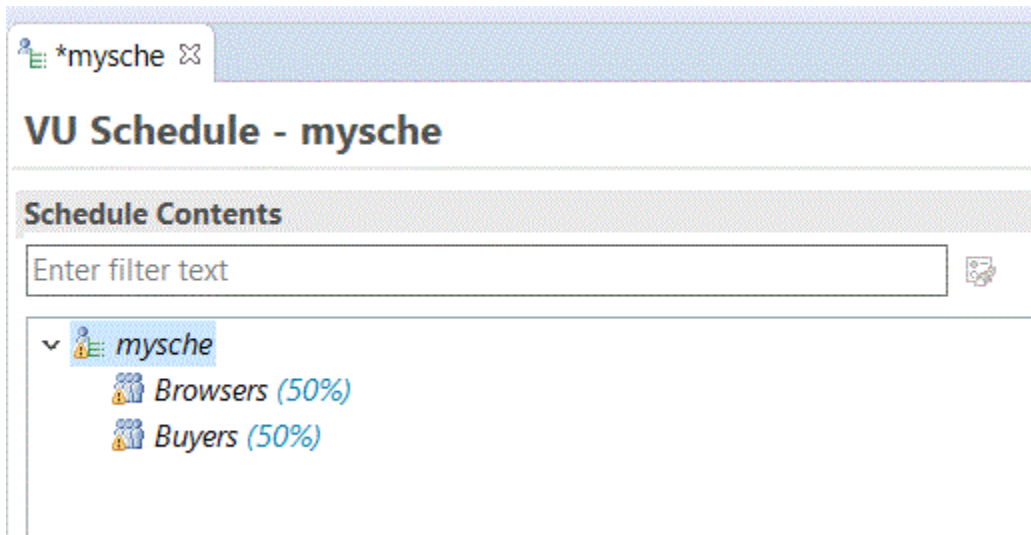 *mysche
VU Schedule - mysche
Schedule Contents
Enter filter text
mysche
Browsers (50%)
Buyers (50%)